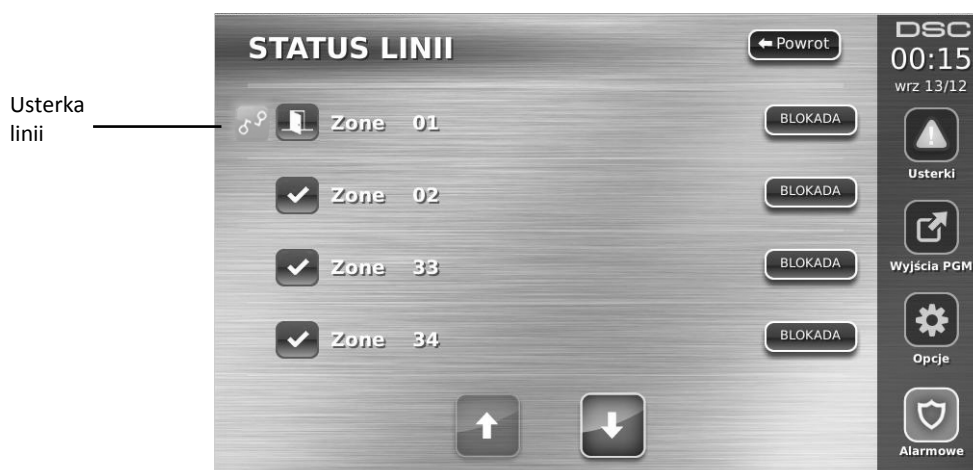 STATUS LINII
Powrot
DSC
00:15
wrz 13/12
Usterka
linii
Zone 01
BLOKADA
Usterki
Zone 02
BLOKADA
Wyjścia PGM
Zone 33
BLOKADA
Opcje
Zone 34
BLOKADA
Alarmowe